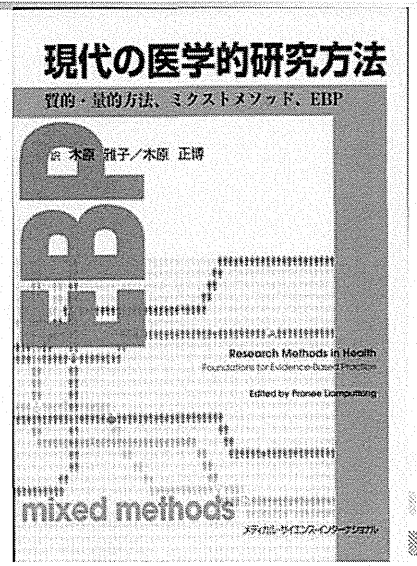 現代の医学的研究方法
質的・量的方法、ミクストメソッド、EBP
訳 木原 雅子／木原 正博
EBP
Research Methods in Health
Foundations for Evidence-Based Practice
Edited by Pranee Liamputtong
mixed methods
メディカル・サイエンス・インターナショナル